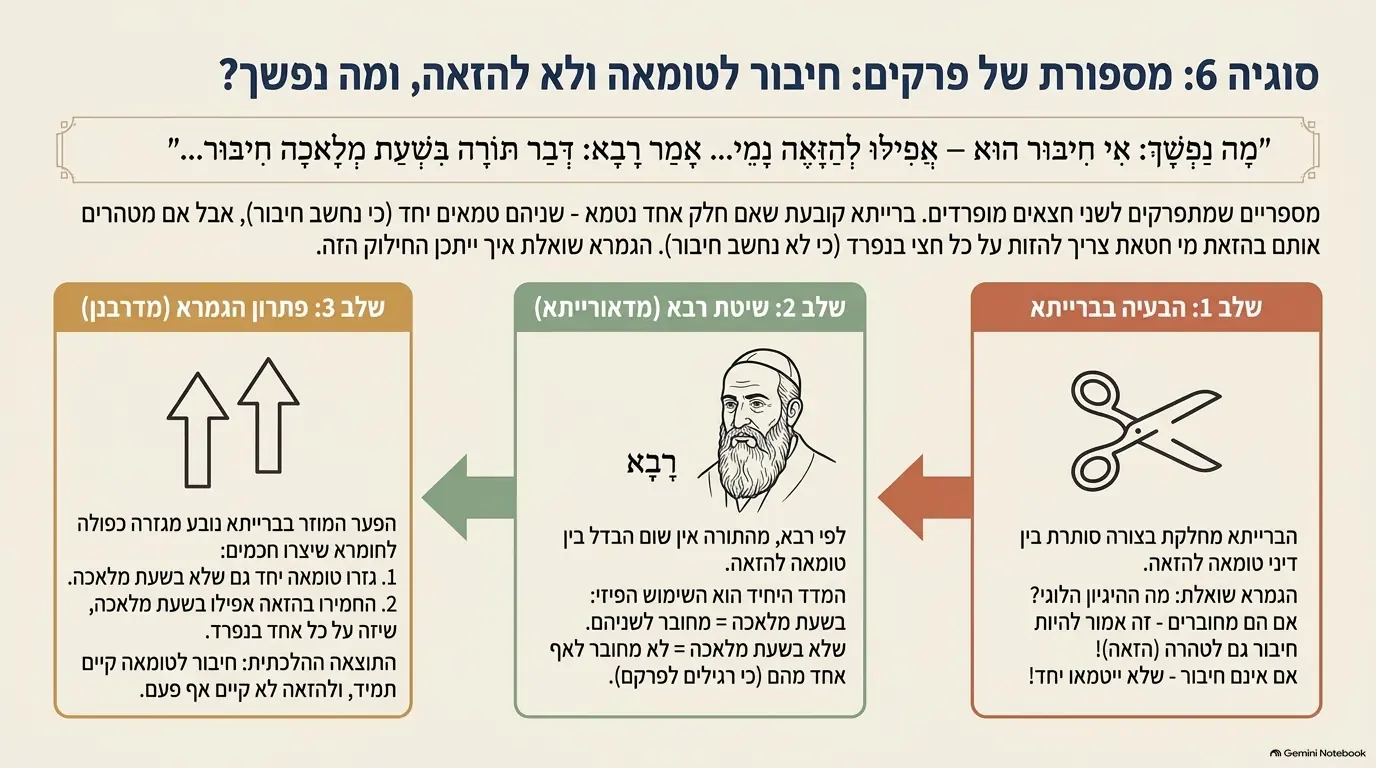 סוגיה 6: מספורת של פרקים: חיבור לטומאה ולא להזאה, ומה נפשך?
"מָה נַפְשָׁךְ: אִי חִיבּוּר הוּא – אֲפִילּוּ לְהַזָּאָה נָמֵי... אָמַר רָבָא: דְּבַר תּוֹרָה בִּשְׁעַת מְלָאכָה חִיבּוּר..."
מספריים שמתפרקים לשני חצאים מופרדים. ברייתא קובעת שאם חלק אחד נטמא - שניהם טמאים יחד (כי נחשב חיבור), אבל אם מטהרים
אותם בהזאת מי חטאת צריך להזות על כל חצי בנפרד (כי לא נחשב חיבור). הגמרא שואלת איך ייתכן החילוק הזה.
שלב 1: הבעיה בברייתא
הברייתא מחלקת בצורה סותרת בין
דיני טומאה להזאה.
הגמרא שואלת: מה ההיגיון הלוגי?
אם הם מחוברים - זה אמור להיות
חיבור גם לטהרה (הזאה)!
אם אינם חיבור - שלא ייטמאו יחד!
שלב 2: שיטת רבא (מדאורייתא)
רָבָא
לפי רבא, מהתורה אין שום הבדל בין
טומאה להזאה.
המדד היחיד הוא השימוש הפיזי:
בשעת מלאכה = מחובר לשניהם.
שלא בשעת מלאכה = לא מחובר לאף
אחד מהם (כי רגילים לפרקם).
שלב 3: פתרון הגמרא (מדרבנן)
הפער המוזר בברייתא נובע מגזרה כפולה
לחומרא שיצרו חכמים:
1. גזרו טומאה יחד גם שלא בשעת מלאכה.
2. החמירו בהזאה אפילו בשעת מלאכה,
שיזה על כל אחד בנפרד.
התוצאה ההלכתית: חיבור לטומאה קיים
תמיד, ולהזאה לא קיים אף פעם.
Gemini Notebook